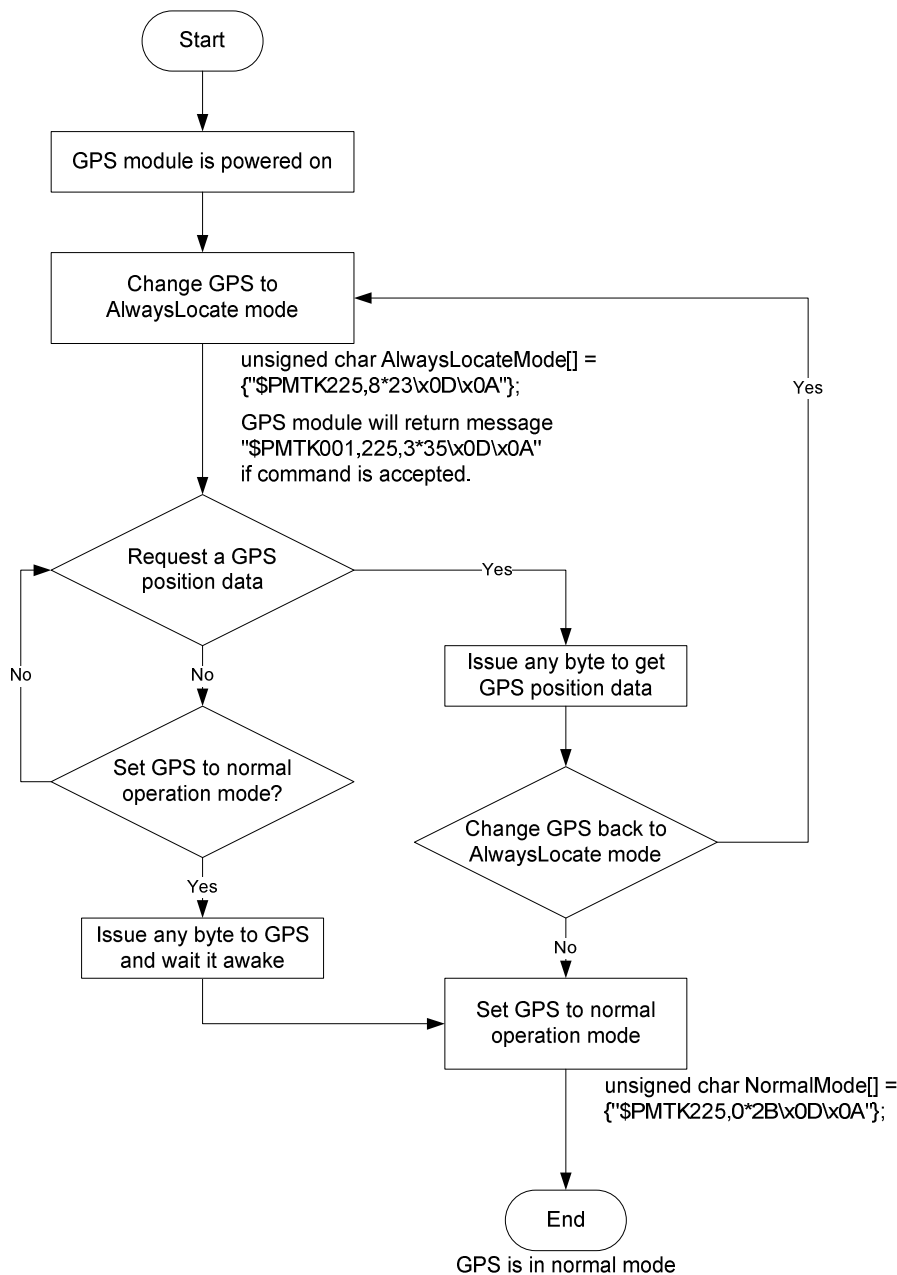 Start
GPS module is powered on
Change GPS to
AlwaysLocate mode
unsigned char AlwaysLocateMode[] =
{"$PMTK225,8*23\x0D\x0A"};
GPS module will return message
"$PMTK001,225,3*35\x0D\x0A"
if command is accepted.
Yes
Request a GPS
position data
Yes
No
No
Issue any byte to get
GPS position data
Set GPS to normal
operation mode?
Change GPS back to
AlwaysLocate mode
Yes
Issue any byte to GPS
and wait it awake
No
Set GPS to normal
operation mode
unsigned char NormalMode[] =
{"$PMTK225,0*2B\x0D\x0A"};
End
GPS is in normal mode